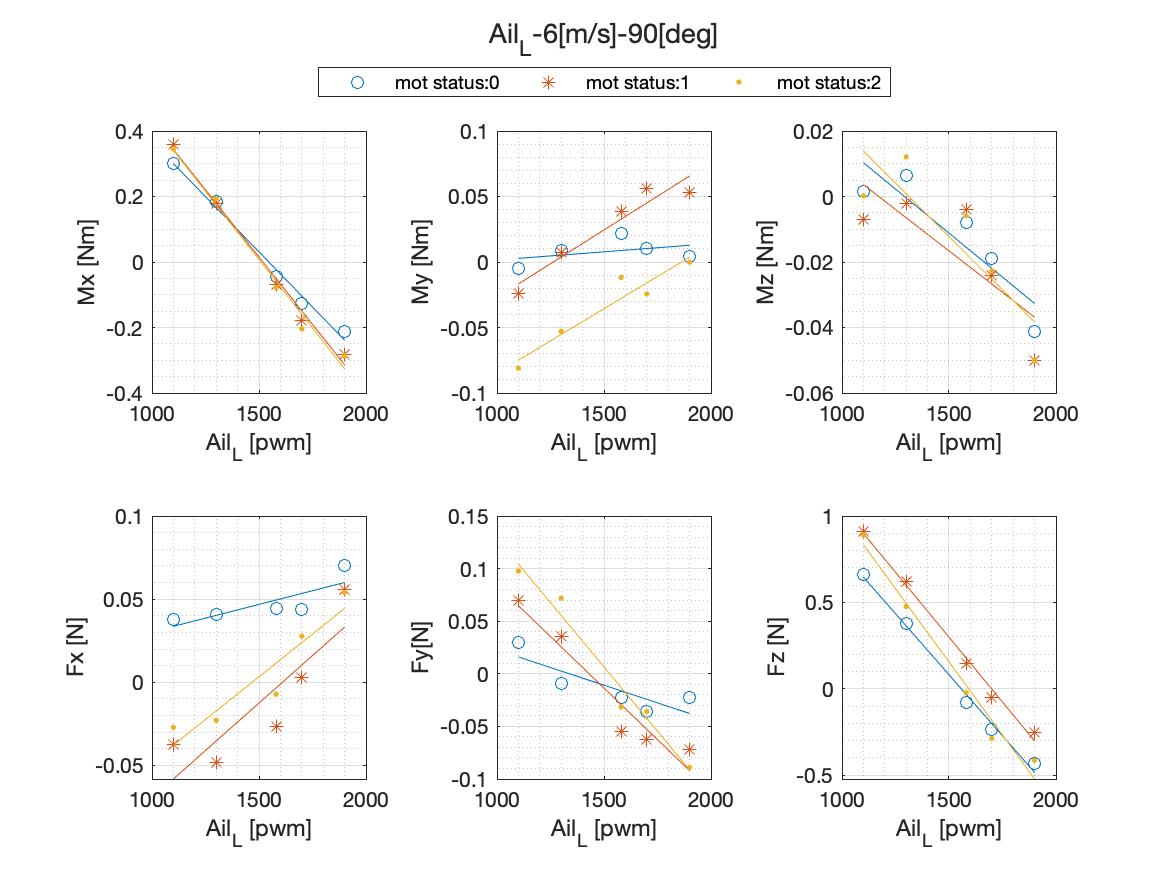 Ail_L-6[m/s]-90[deg]
mot status:0 mot status:1 mot status:2
0.4
0.2
0
-0.2
-0.4
Mx [Nm]
1000 1500 2000
Ail_L [pwm]
0.1
0.05
0
-0.05
-0.1
My [Nm]
1000 1500 2000
Ail_L [pwm]
0.02
0
-0.02
-0.04
-0.06
Mz [Nm]
1000 1500 2000
Ail_L [pwm]
0.1
0.05
0
-0.05
Fx [N]
1000 1500 2000
Ail_L [pwm]
0.15
0.1
0.05
0
-0.05
-0.1
Fy[N]
1000 1500 2000
Ail_L [pwm]
1
0.5
0
-0.5
Fz [N]
1000 1500 2000
Ail_L [pwm]